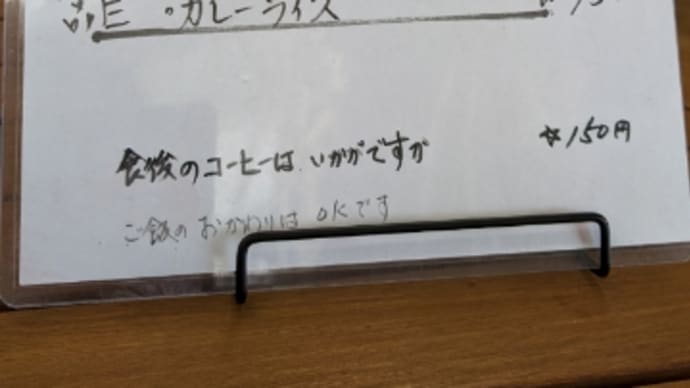 ・カレーライス
食後のコーヒーは いかがですか ☆150円
ご飯のおかわりは OKです